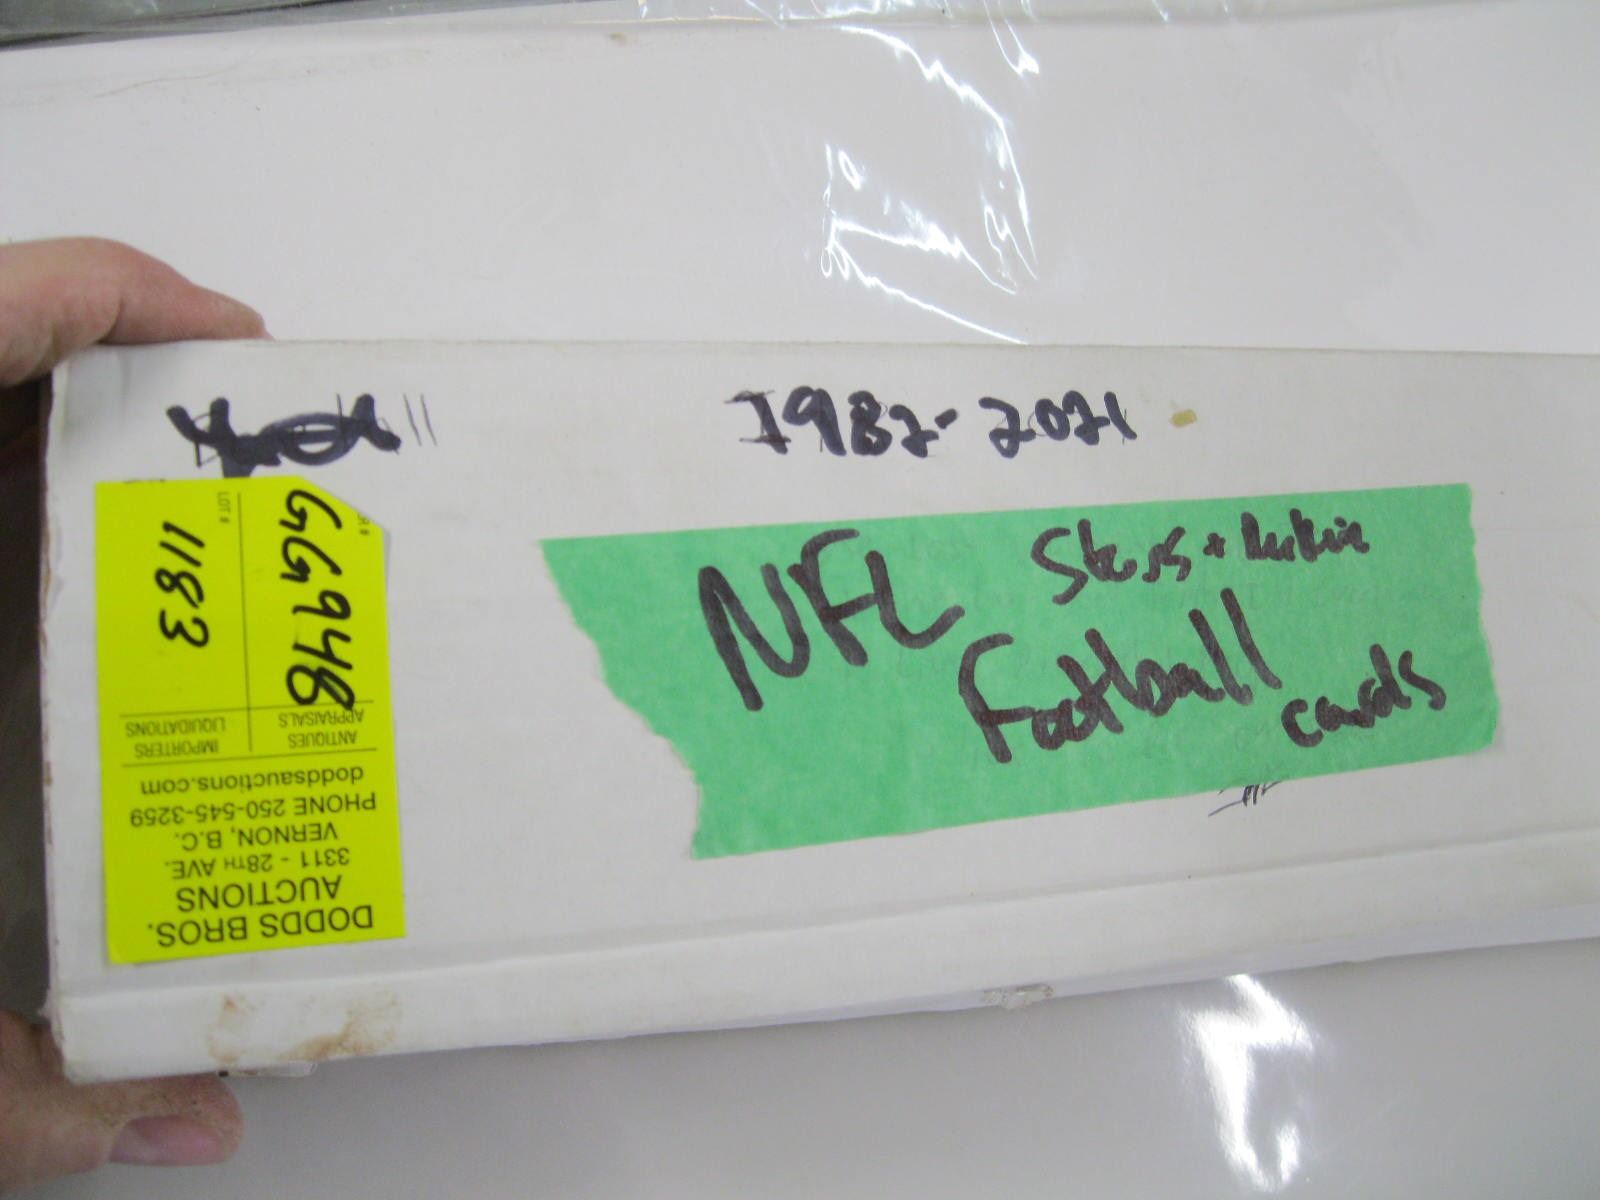 1982-2021
NFL Stars + Rookie
Football
cards
DODDS BROS.
AUCTIONS
3311 - 28TH AVE.
VERNON, B.C.
PHONE 250-545-3259
doddsauctions.com
ANTIQUES IMPORTERS
APPRAISALS LIQUIDATIONS
GG948
LOT #
1183